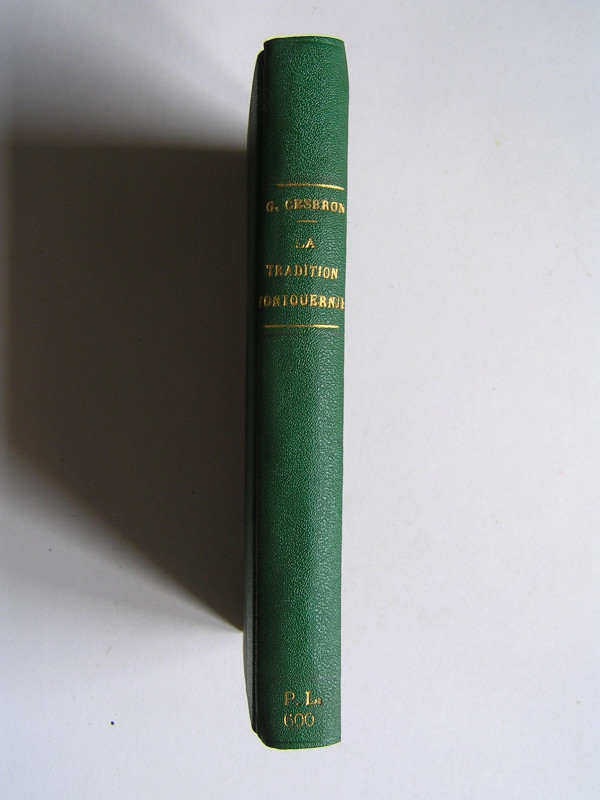 G. CESBRON
LA
TRADITION
P. L.
600